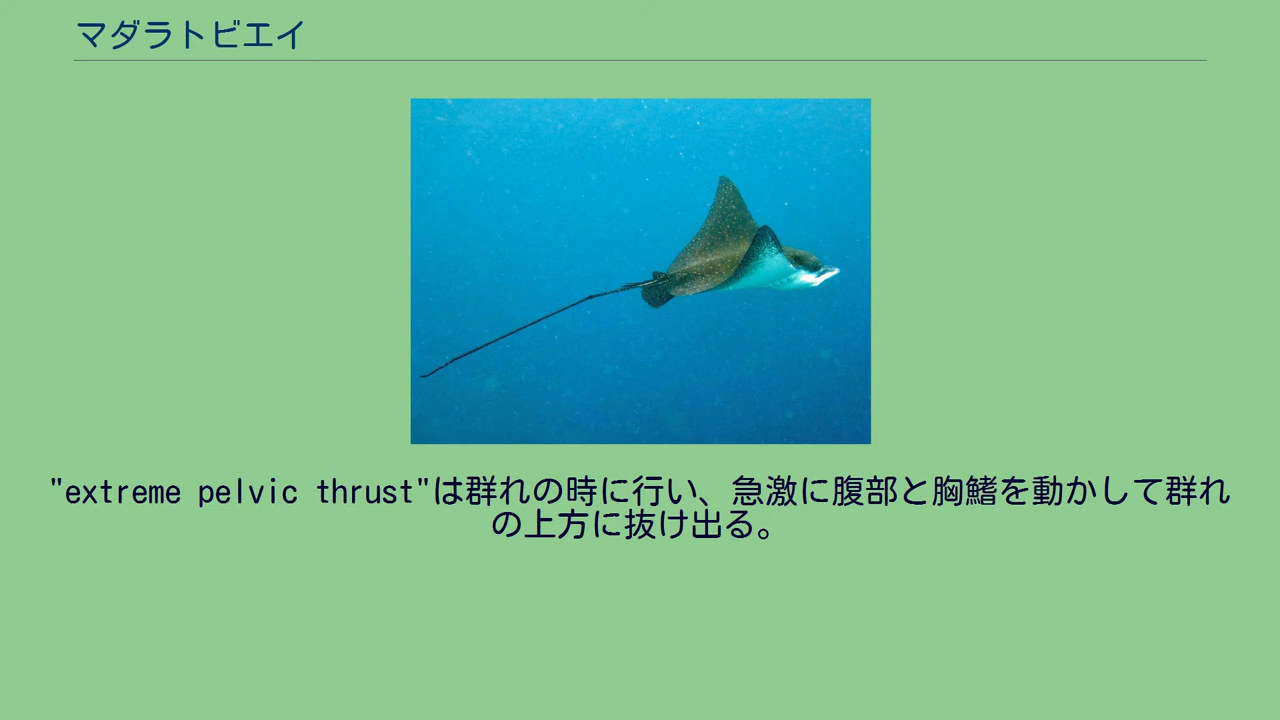 マダラトビエイ
"extreme pelvic thrust"は群れの時に行い、急激に腹部と胸鰭を動かして群れ
の上方に抜け出る。